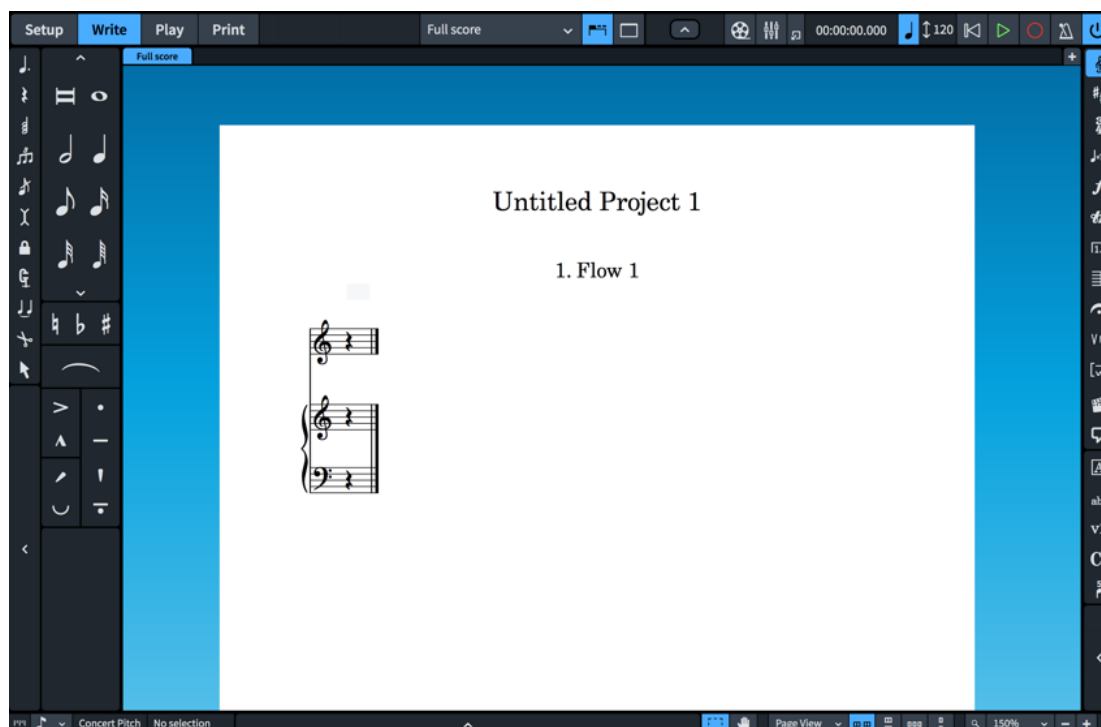 Setup Write Play Print Full score 00:00:00.000 120
Full score
Untitled Project 1
1. Flow 1
Concert Pitch No selection Page View 150%